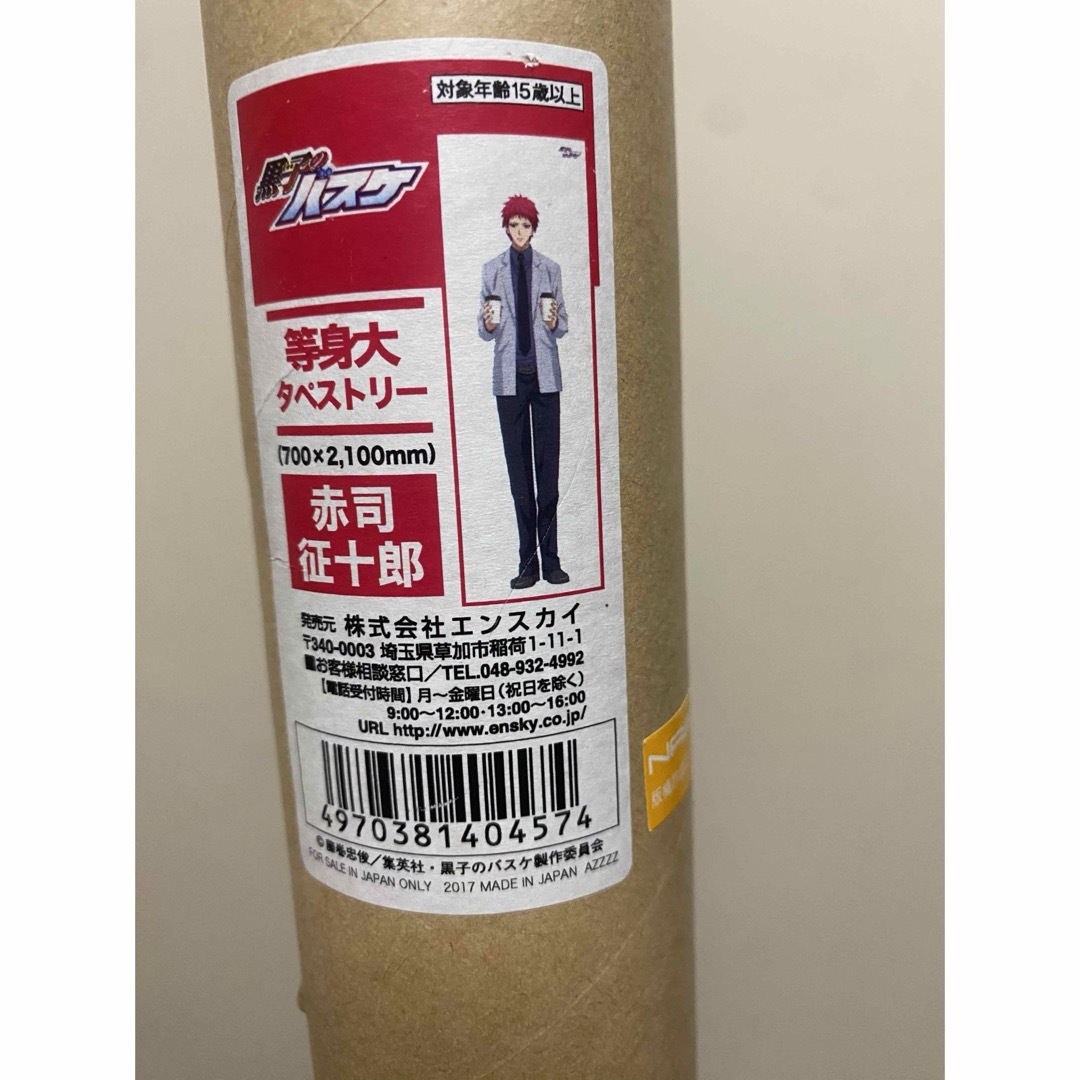 対象年齢15歳以上
黒子の
バスケ
等身大
タペストリー
(700×2,100mm)
赤司
征十郎
発売元 株式会社エンスカイ
〒340-0003 埼玉県草加市稲荷1-11-1
■お客様相談窓口／TEL.048-932-4992
【電話受付時間】月〜金曜日(祝日を除く)
9:00〜12:00・13:00〜16:00
URL http://www.ensky.co.jp/
4970381404574
©藤巻忠俊／集英社・黒子のバスケ製作委員会
FOR SALE IN JAPAN ONLY 2017 MADE IN JAPAN AZZZZ